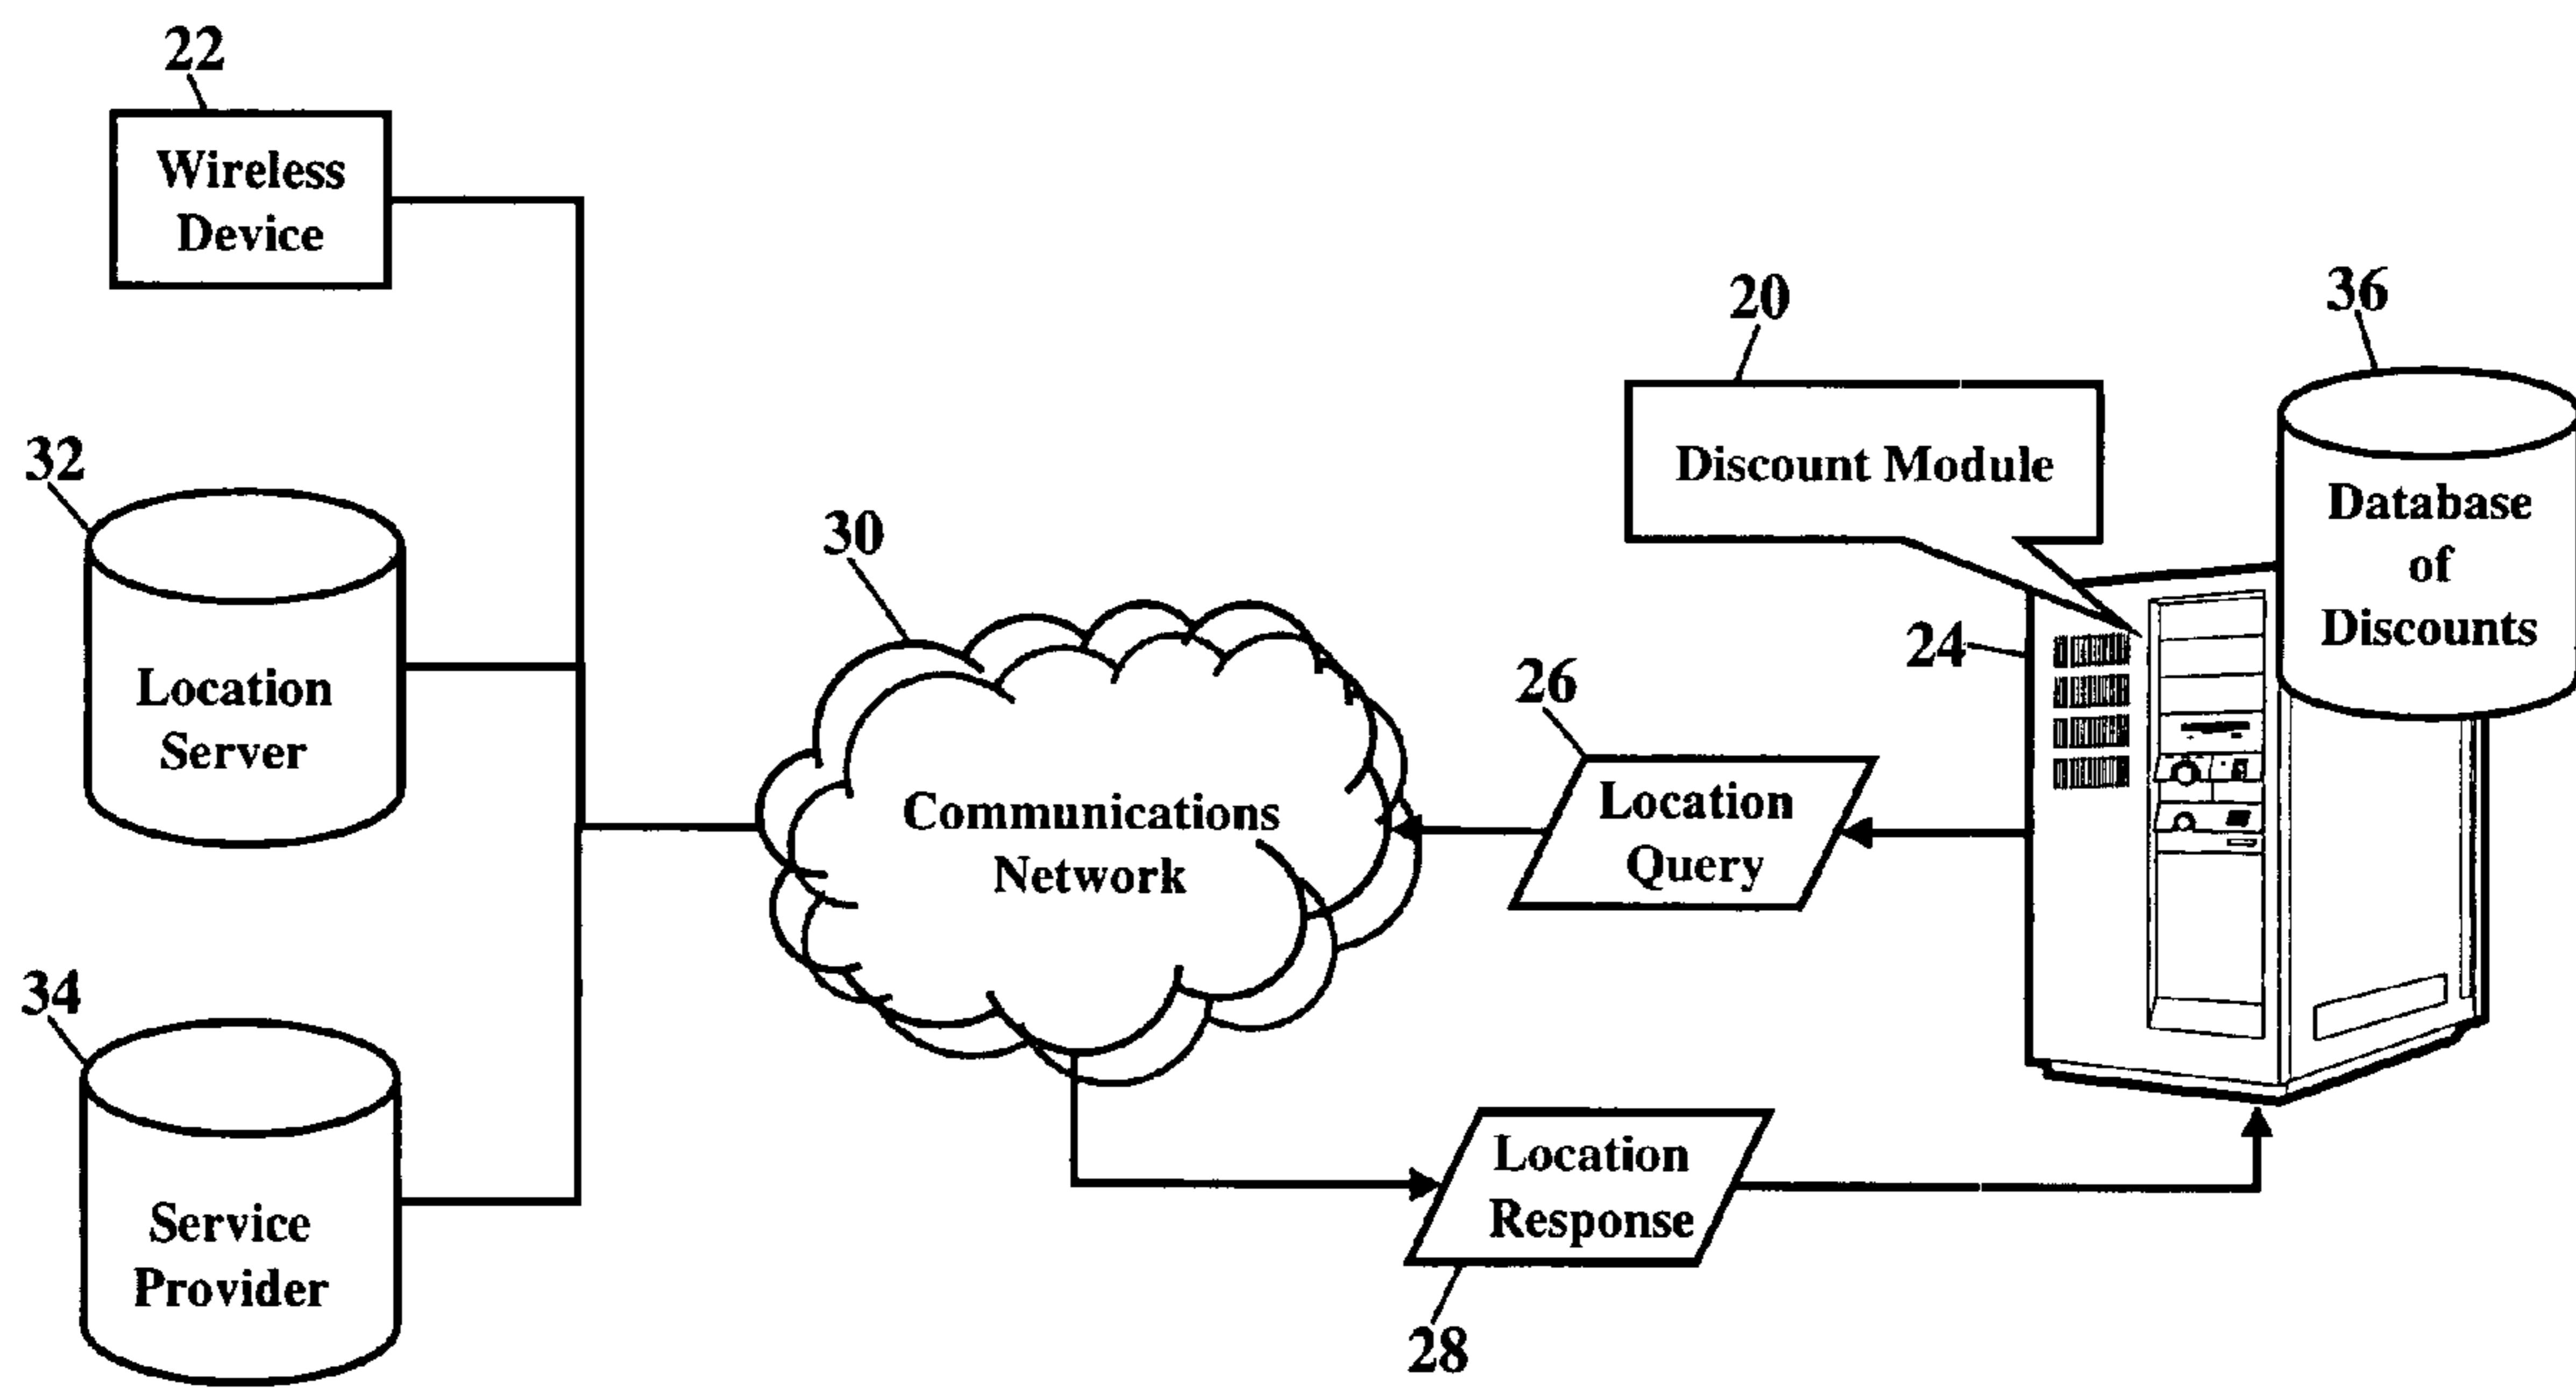 22
Wireless
Device
32
Location
Server
34
Service
Provider
30
Communications
Network
26
Location
Query
28
Location
Response
20
Discount Module
24
36
Database
of
Discounts